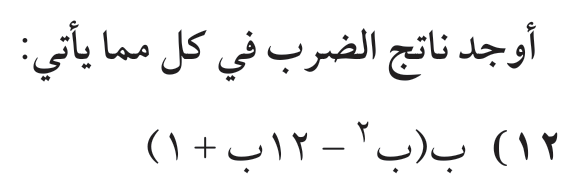 أوجد ناتج الضرب في كل مما يأتي:
١٢) ب(ب٢ − ١٢ب + ١)